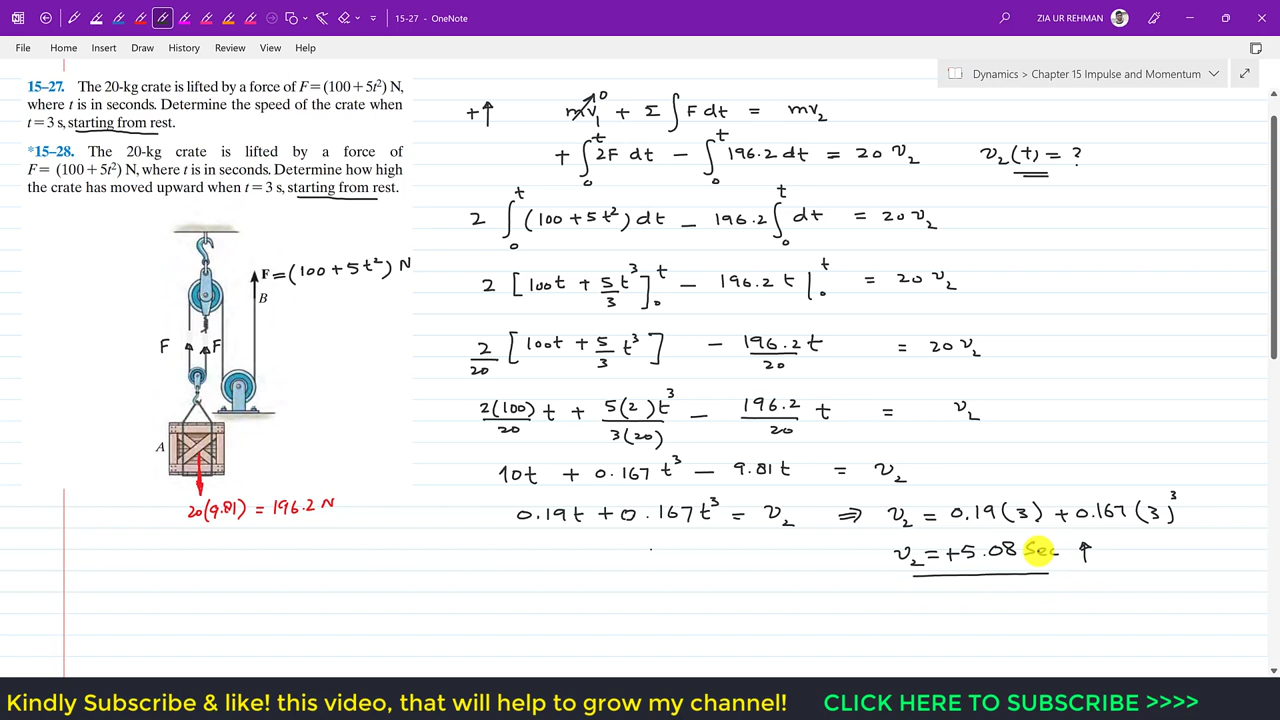 15-27 - OneNote
ZIA UR REHMAN
File Home Insert Draw History Review View Help
Dynamics > Chapter 15 Impulse and Momentum
15–27. The 20-kg crate is lifted by a force of F = (100 + 5t²) N,
where t is in seconds. Determine the speed of the crate when
t = 3 s, starting from rest.
*15–28. The 20-kg crate is lifted by a force of
F = (100 + 5t²) N, where t is in seconds. Determine how high
the crate has moved upward when t = 3 s, starting from rest.
F = (100 + 5t²) N
B
F F
A
20(9.81) = 196.2 N
+↑ mv₁ 0 + Σ ∫ F dt = mv₂
+ ∫₀ᵗ 2F dt − ∫₀ᵗ 196.2 dt = 20 v₂ v₂(t) = ?
2 ∫₀ᵗ (100 + 5t²) dt − 196.2 ∫₀ᵗ dt = 20 v₂
2 [100t + 5/3 t³]₀ᵗ − 196.2 t |₀ᵗ = 20 v₂
2/20 [100t + 5/3 t³] − 196.2/20 t = 20 v₂
2(100)/20 t + 5(2)t³/3(20) − 196.2/20 t = v₂
10t + 0.167 t³ − 9.81 t = v₂
0.19t + 0.167t³ = v₂ ⇒ v₂ = 0.19(3) + 0.167(3)³
v₂ = +5.08 Sec ↑
Kindly Subscribe & like! this video, that will help to grow my channel! CLICK HERE TO SUBSCRIBE >>>>